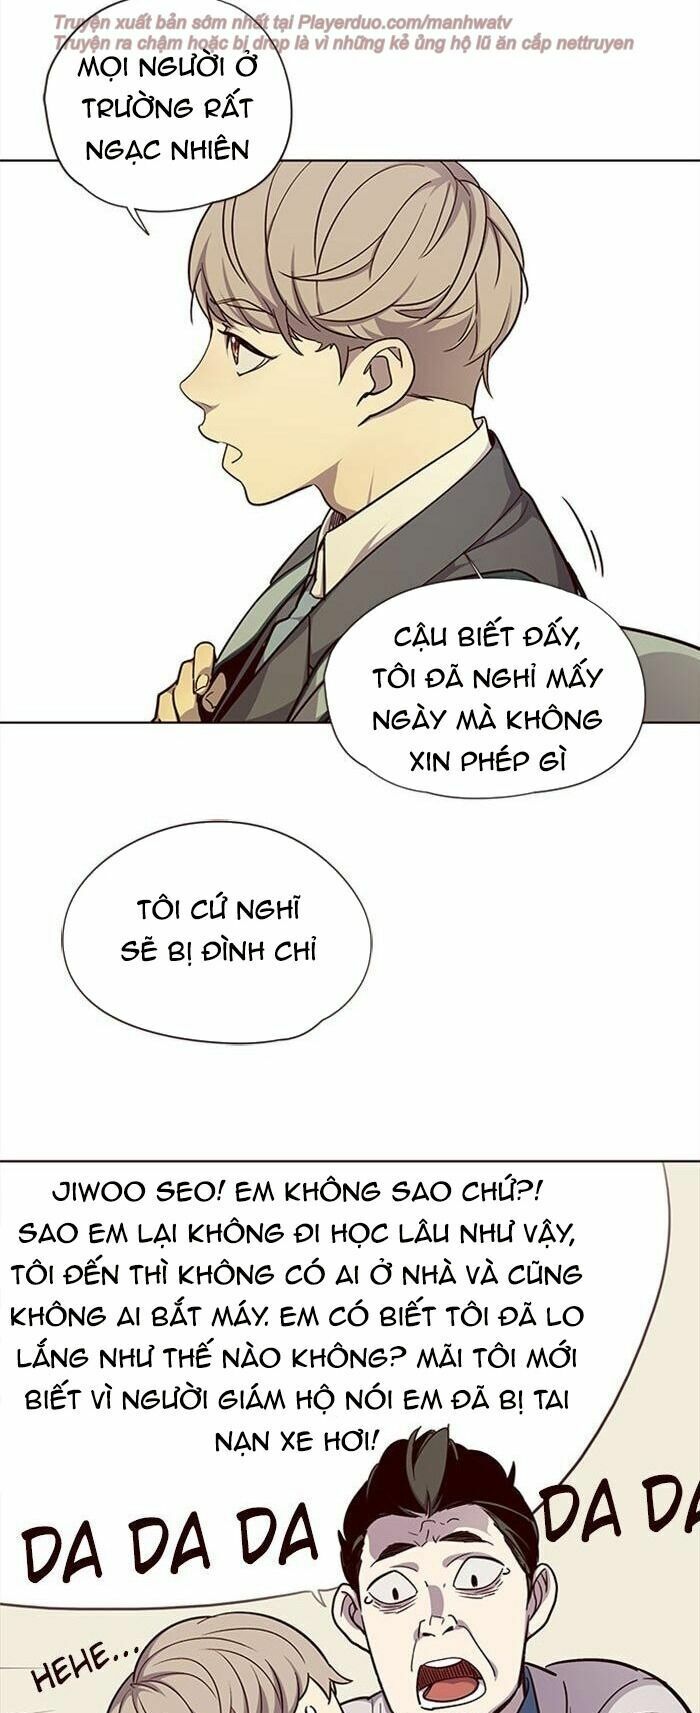 Truyện xuất bản sớm nhất tại Playerduo.com/manhwatv
Truyện ra chậm hoặc bị drop là vì những kẻ ủng hộ lũ ăn cắp nettruyen
MỌI NGƯỜI Ở
TRƯỜNG RẤT
NGẠC NHIÊN
CẬU BIẾT ĐẤY,
TÔI ĐÃ NGHỈ MẤY
NGÀY MÀ KHÔNG
XIN PHÉP GÌ
TÔI CỨ NGHĨ
SẼ BỊ ĐÌNH CHỈ
JIWOO SEO! EM KHÔNG SAO CHỨ?!
SAO EM LẠI KHÔNG ĐI HỌC LÂU NHƯ VẬY,
TÔI ĐẾN THÌ KHÔNG CÓ AI Ở NHÀ VÀ CŨNG
KHÔNG AI BẮT MÁY. EM CÓ BIẾT TÔI ĐÃ LO
LẮNG NHƯ THẾ NÀO KHÔNG? MÃI TÔI MỚI
BIẾT VÌ NGƯỜI GIÁM HỘ NÓI EM ĐÃ BỊ TAI
NẠN XE HƠI!
DA DA DA DA DA
HEHE...